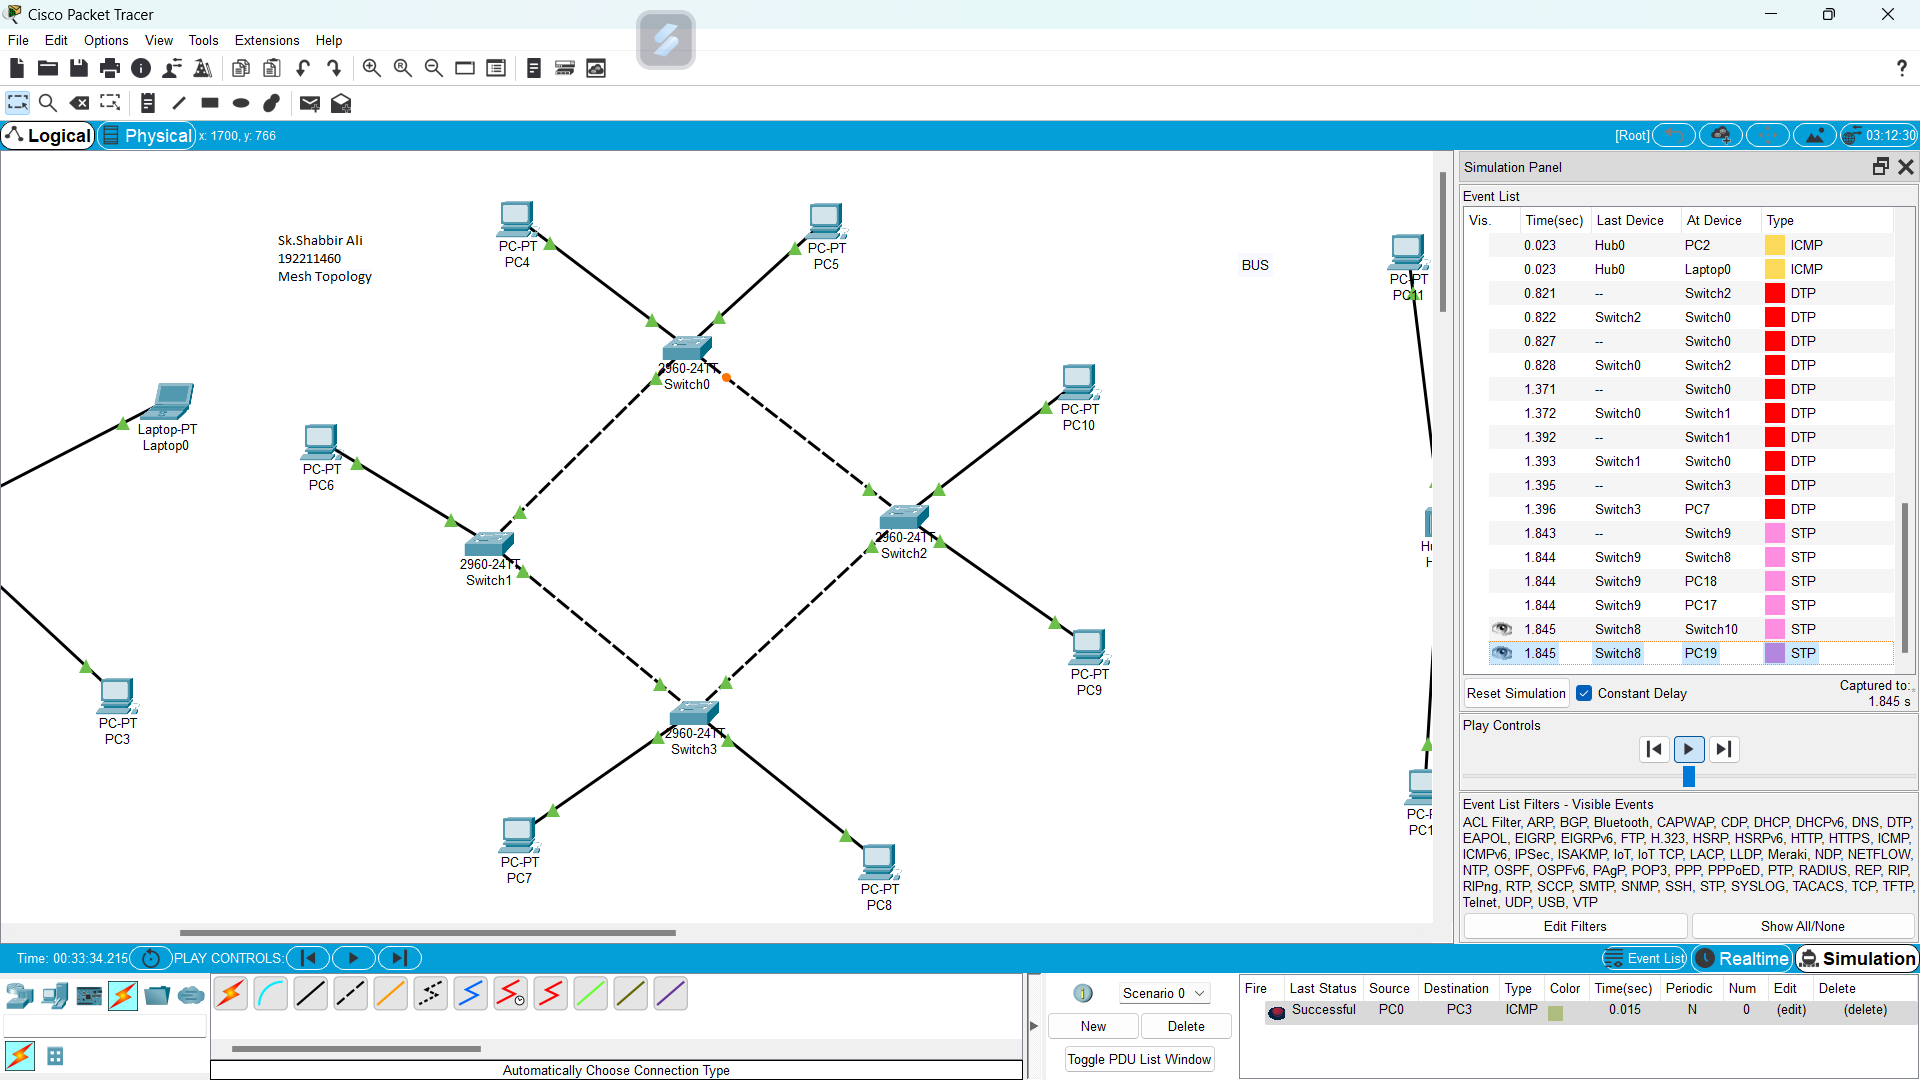 Cisco Packet Tracer
File Edit Options View Tools Extensions Help
Logical Physical x: 1700, y: 766 [Root] 03:12:30
Sk.Shabbir Ali
192211460
Mesh Topology
PC-PT
PC4
PC-PT
PC5
BUS
PC-PT
PC11
2960-24TT
Switch0
PC-PT
PC10
Laptop-PT
Laptop0
PC-PT
PC6
2960-24TT
Switch1
2960-24TT
Switch2
PC-PT
PC9
PC-PT
PC3
2960-24TT
Switch3
PC-PT
PC7
PC-PT
PC8
Simulation Panel
Event List
Vis. Time(sec) Last Device At Device Type
0.023 Hub0 PC2 ICMP
0.023 Hub0 Laptop0 ICMP
0.821 -- Switch2 DTP
0.822 Switch2 Switch0 DTP
0.827 -- Switch0 DTP
0.828 Switch0 Switch2 DTP
1.371 -- Switch0 DTP
1.372 Switch0 Switch1 DTP
1.392 -- Switch1 DTP
1.393 Switch1 Switch0 DTP
1.395 -- Switch3 DTP
1.396 Switch3 PC7 DTP
1.843 -- Switch9 STP
1.844 Switch9 Switch8 STP
1.844 Switch9 PC18 STP
1.844 Switch9 PC17 STP
1.845 Switch8 Switch10 STP
1.845 Switch8 PC19 STP
Reset Simulation Constant Delay Captured to:
1.845 s
Play Controls
Event List Filters - Visible Events
ACL Filter, ARP, BGP, Bluetooth, CAPWAP, CDP, DHCP, DHCPv6, DNS, DTP,
EAPOL, EIGRP, EIGRPv6, FTP, H.323, HSRP, HSRPv6, HTTP, HTTPS, ICMP,
ICMPv6, IPSec, ISAKMP, IoT, IoT TCP, LACP, LLDP, Meraki, NDP, NETFLOW,
NTP, OSPF, OSPFv6, PAgP, POP3, PPP, PPPoED, PTP, RADIUS, REP, RIP,
RIPng, RTP, SCCP, SMTP, SNMP, SSH, STP, SYSLOG, TACACS, TCP, TFTP,
Telnet, UDP, USB, VTP
Edit Filters Show All/None
Time: 00:33:34.215 PLAY CONTROLS: Event List Realtime Simulation
Scenario 0
New Delete
Toggle PDU List Window
Fire Last Status Source Destination Type Color Time(sec) Periodic Num Edit Delete
Successful PC0 PC3 ICMP 0.015 N 0 (edit) (delete)
Automatically Choose Connection Type